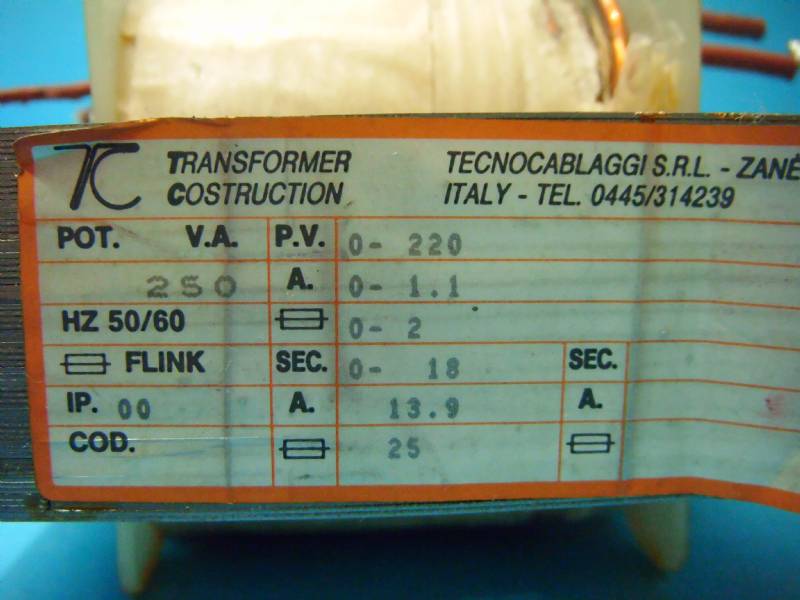 TC TRANSFORMER COSTRUCTION
TECNOCABLAGGI S.R.L. - ZANÈ
ITALY - TEL. 0445/314239
POT. V.A. P.V. 0- 220
250 A. 0- 1.1
HZ 50/60 0- 2
FLINK SEC. 0- 18 SEC.
IP. 00 A. 13.9 A.
COD. 25